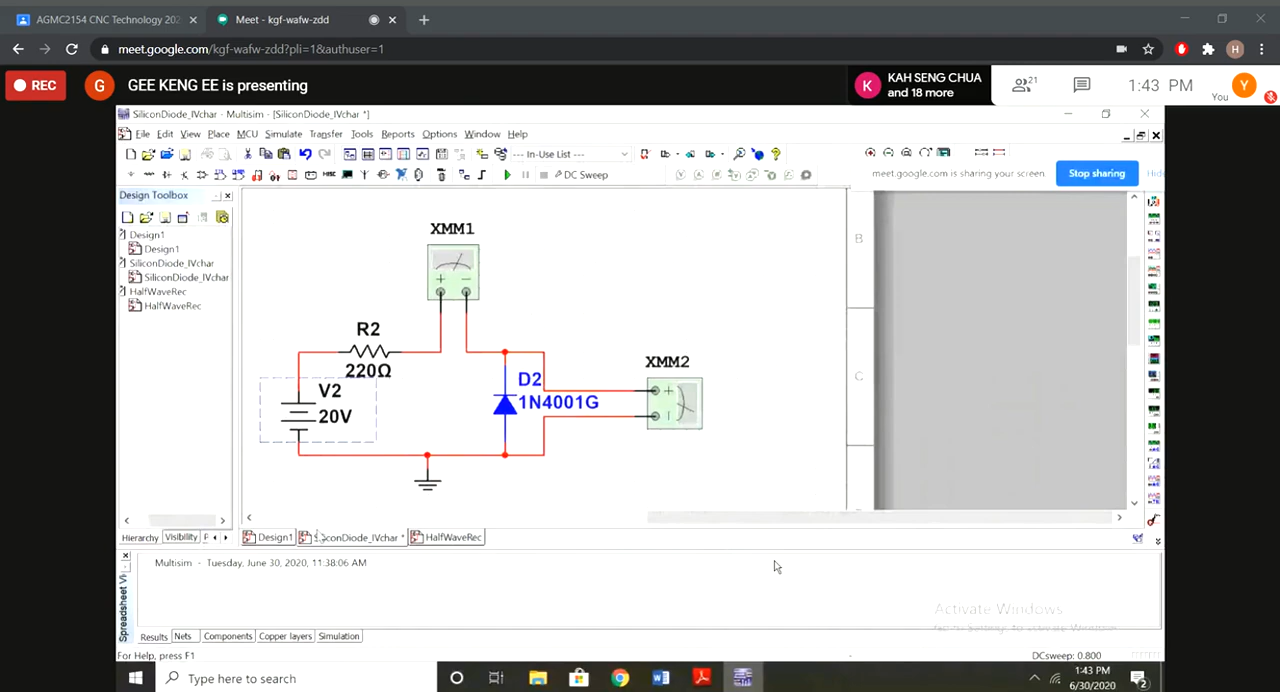 AGMC2154 CNC Technology 202
Meet - kgf-wafw-zdd
meet.google.com/kgf-wafw-zdd?pli=1&authuser=1
REC
G
GEE KENG EE is presenting
K
KAH SENG CHUA
and 18 more
21
1:43 PM
You
Y
H
SiliconDiode_IVchar - Multisim - [SiliconDiode_IVchar *]
File Edit View Place MCU Simulate Transfer Tools Reports Options Window Help
--- In-Use List ---
DC Sweep
meet.google.com is sharing your screen.
Stop sharing
Hide
Design Toolbox
Design1
Design1
SiliconDiode_IVchar
SiliconDiode_IVchar
HalfWaveRec
HalfWaveRec
XMM1
R2
220Ω
V2
20V
D2
1N4001G
XMM2
B
C
Hierarchy Visibility P
Design1
SiliconDiode_IVchar *
HalfWaveRec
Multisim - Tuesday, June 30, 2020, 11:38:06 AM
Spreadsheet Vi
Results Nets Components Copper layers Simulation
Activate Windows
For Help, press F1
DCsweep: 0.800
Type here to search
1:43 PM
6/30/2020
2